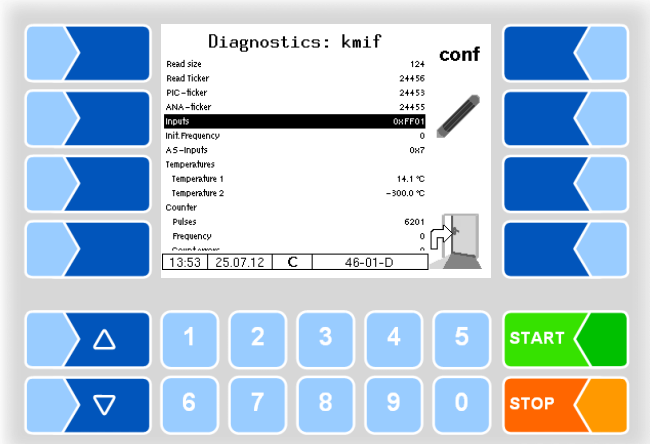 Diagnostics: kmif
conf
Read size 124
Read Ticker 24456
PIC-ticker 24453
ANA-ticker 24455
Inputs 0xFF01
Init.Frequency 0
AS-Inputs 0x7
Temperatures
Temperature 1 14.1 °C
Temperature 2 -300.0 °C
Counter
Pulses 6201
Frequency 0
13:53 25.07.12 C 46-01-D
1 2 3 4 5 START
6 7 8 9 0 STOP